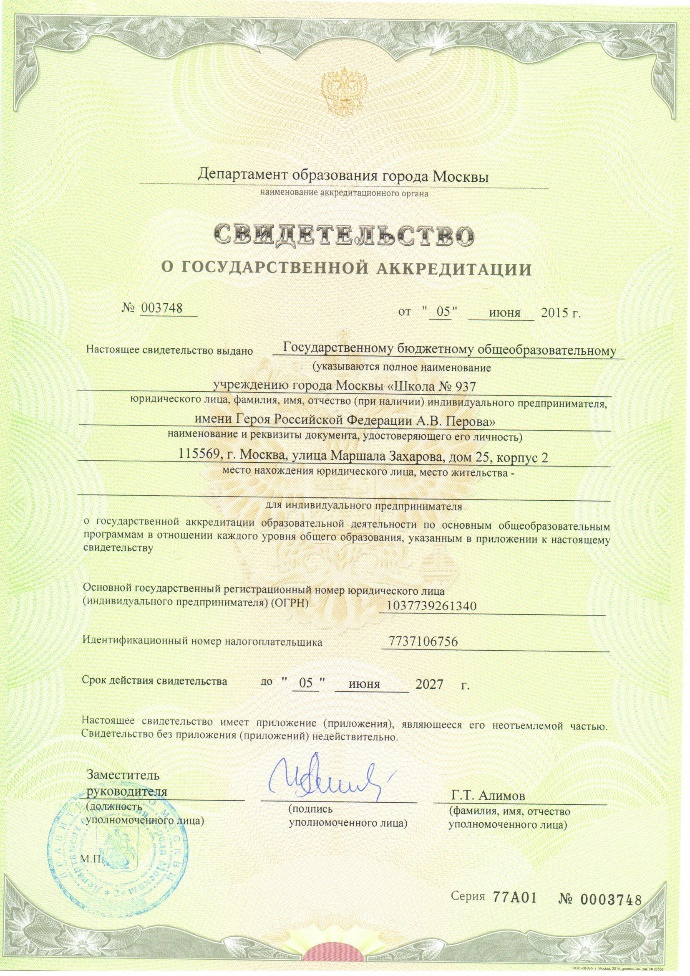 Департамент образования города Москвы
наименование аккредитационного органа
СВИДЕТЕЛЬСТВО
О ГОСУДАРСТВЕННОЙ АККРЕДИТАЦИИ
№ 003748 от "05" июня 2015 г.
Настоящее свидетельство выдано Государственному бюджетному общеобразовательному
(указываются полное наименование
учреждению города Москвы «Школа № 937
юридического лица, фамилия, имя, отчество (при наличии) индивидуального предпринимателя,
имени Героя Российской Федерации А.В. Перова»
наименование и реквизиты документа, удостоверяющего его личность)
115569, г. Москва, улица Маршала Захарова, дом 25, корпус 2
место нахождения юридического лица, место жительства -
для индивидуального предпринимателя
о государственной аккредитации образовательной деятельности по основным общеобразовательным
программам в отношении каждого уровня общего образования, указанным в приложении к настоящему
свидетельству
Основной государственный регистрационный номер юридического лица
(индивидуального предпринимателя) (ОГРН) 1037739261340
Идентификационный номер налогоплательщика 7737106756
Срок действия свидетельства до "05" июня 2027 г.
Настоящее свидетельство имеет приложение (приложения), являющееся его неотъемлемой частью.
Свидетельство без приложения (приложений) недействительно.
Заместитель
руководителя Г.Т. Алимов
(должность (подпись (фамилия, имя, отчество
уполномоченного лица) уполномоченного лица) уполномоченного лица)
М.П.
Серия 77А01 № 0003748